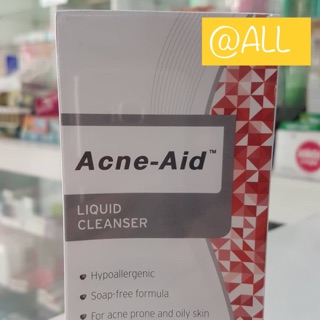 @ALL
Acne-Aid™
LIQUID
CLEANSER
Hypoallergenic
Soap-free formula
For acne prone and oily skin